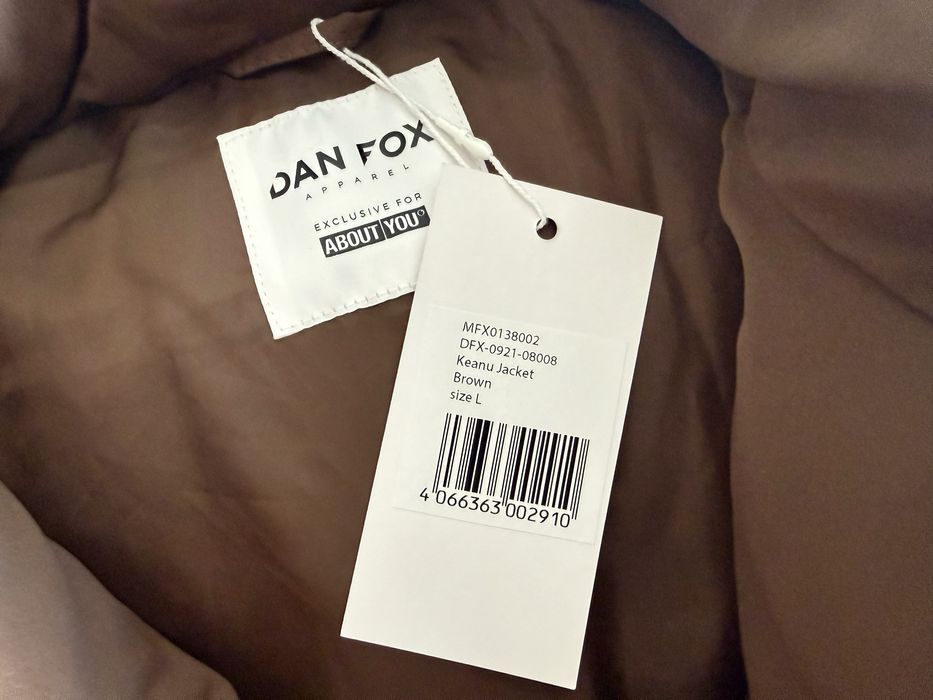 DAN FOX
APPAREL
EXCLUSIVE FOR
ABOUT YOU°
MFX0138002
DFX-0921-08008
Keanu Jacket
Brown
size L
4 066363 002910